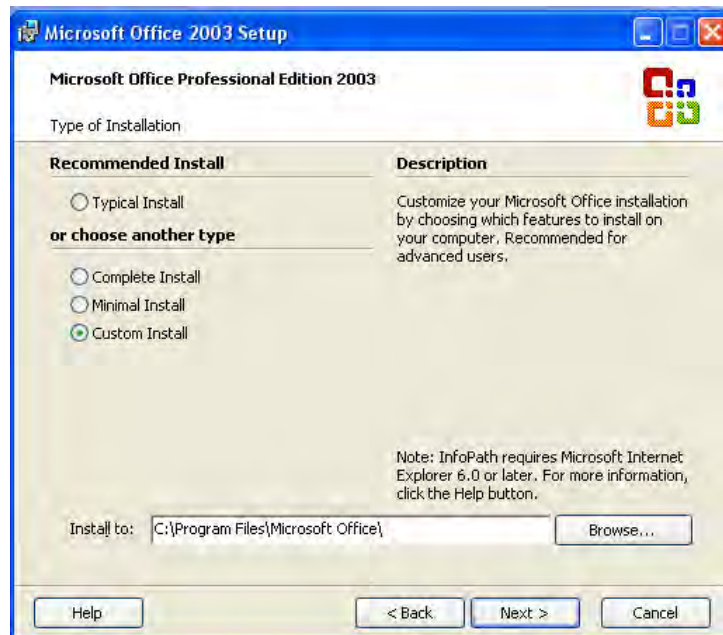 Microsoft Office 2003 Setup
Microsoft Office Professional Edition 2003
Type of Installation
Recommended Install
Typical Install
or choose another type
Complete Install
Minimal Install
Custom Install
Description
Customize your Microsoft Office installation
by choosing which features to install on
your computer. Recommended for
advanced users.
Note: InfoPath requires Microsoft Internet
Explorer 6.0 or later. For more information,
click the Help button.
Install to: C:\Program Files\Microsoft Office\ Browse...
Help < Back Next > Cancel